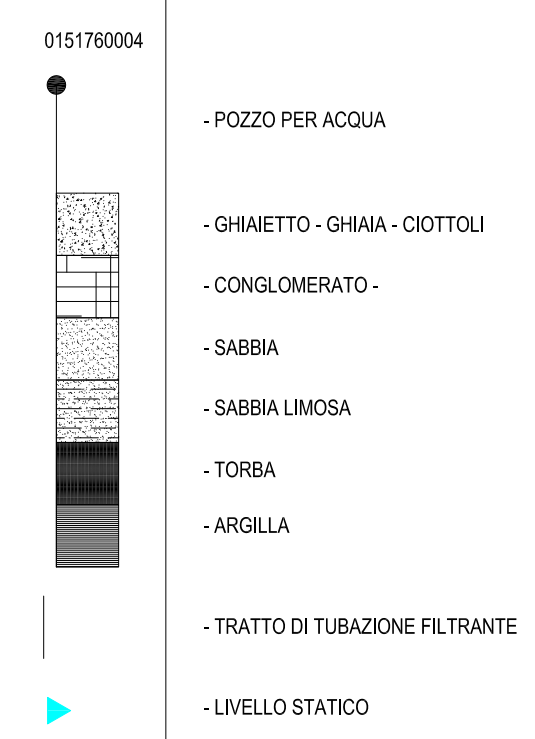 0151760004
- POZZO PER ACQUA
- GHIAIETTO - GHIAIA - CIOTTOLI
- CONGLOMERATO -
- SABBIA
- SABBIA LIMOSA
- TORBA
- ARGILLA
- TRATTO DI TUBAZIONE FILTRANTE
- LIVELLO STATICO